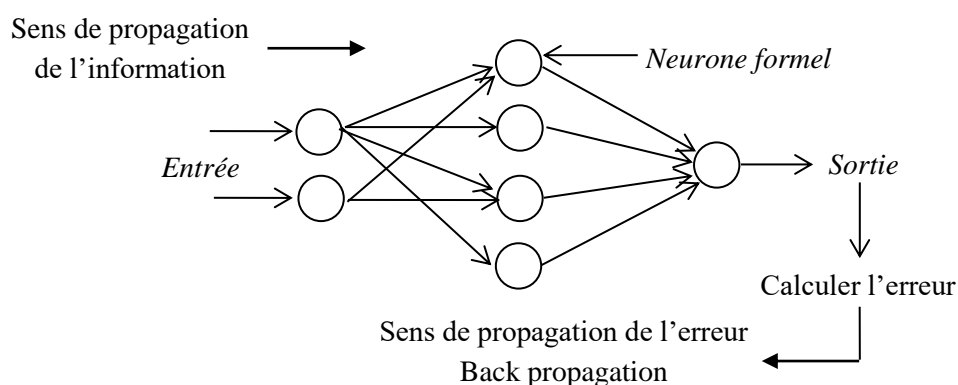 Sens de propagation
de l’information
Neurone formel
Entrée
Sortie
Calculer l’erreur
Sens de propagation de l’erreur
Back propagation